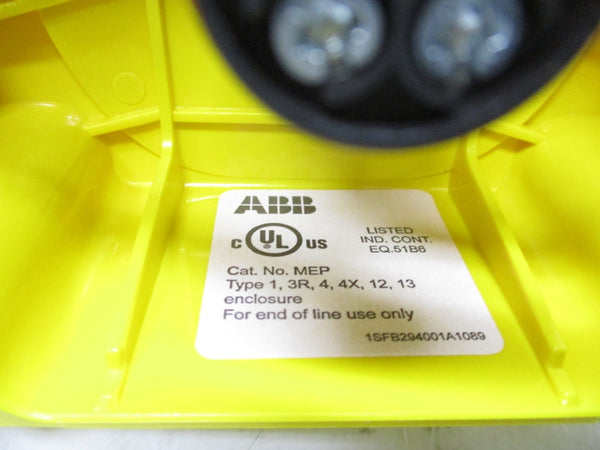 ABB
C UL US
LISTED
IND. CONT.
EQ.51B6
Cat. No. MEP
Type 1, 3R, 4, 4X, 12, 13
enclosure
For end of line use only
1SFB294001A1089